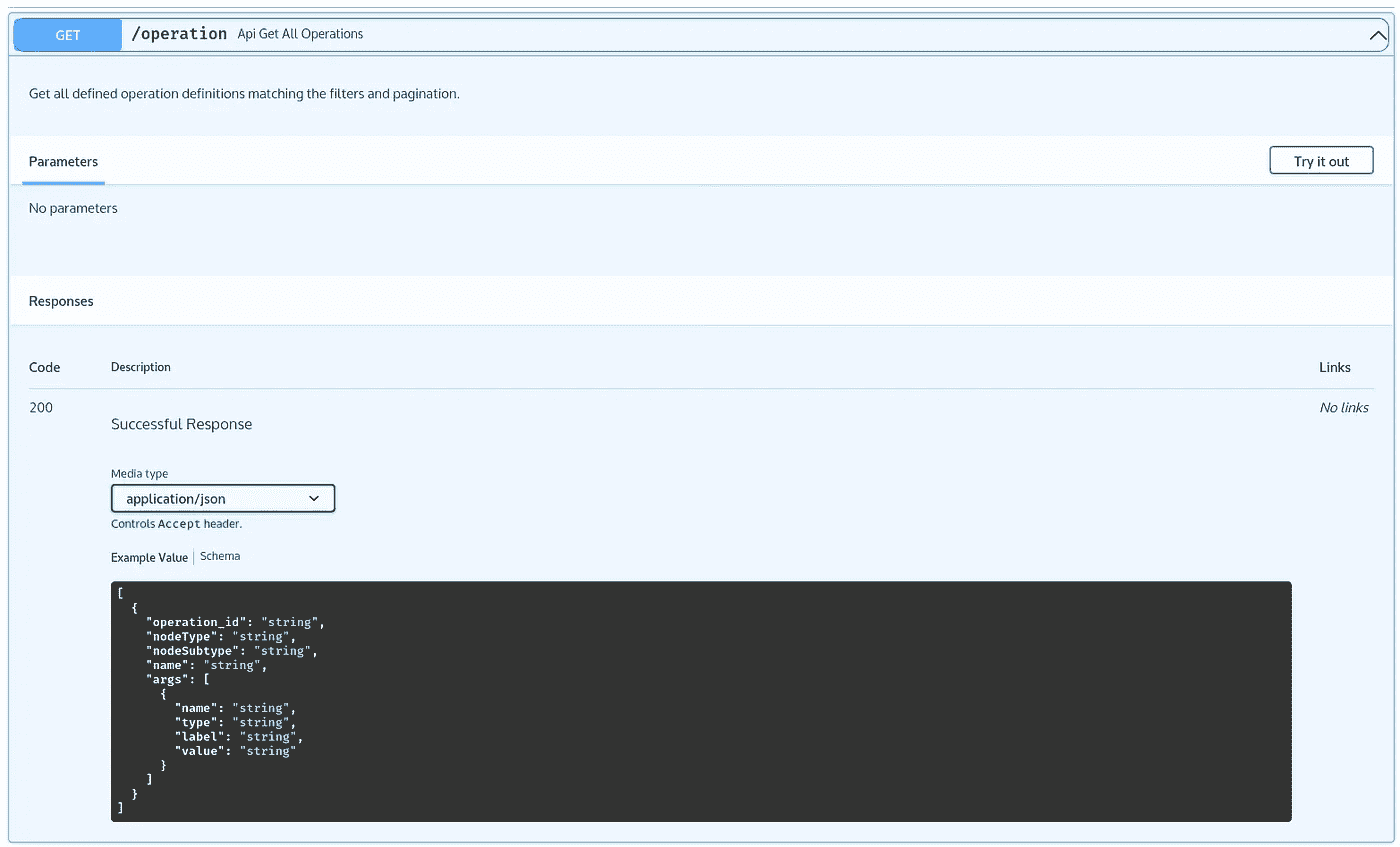 GET /operation Api Get All Operations
Get all defined operation definitions matching the filters and pagination.
Parameters Try it out
No parameters
Responses
Code Description Links
200 No links
Successful Response
Media type
application/json
Controls Accept header.
Example Value Schema
[
  {
    "operation_id": "string",
    "nodeType": "string",
    "nodeSubtype": "string",
    "name": "string",
    "args": [
      {
        "name": "string",
        "type": "string",
        "label": "string",
        "value": "string"
      }
    ]
  }
]